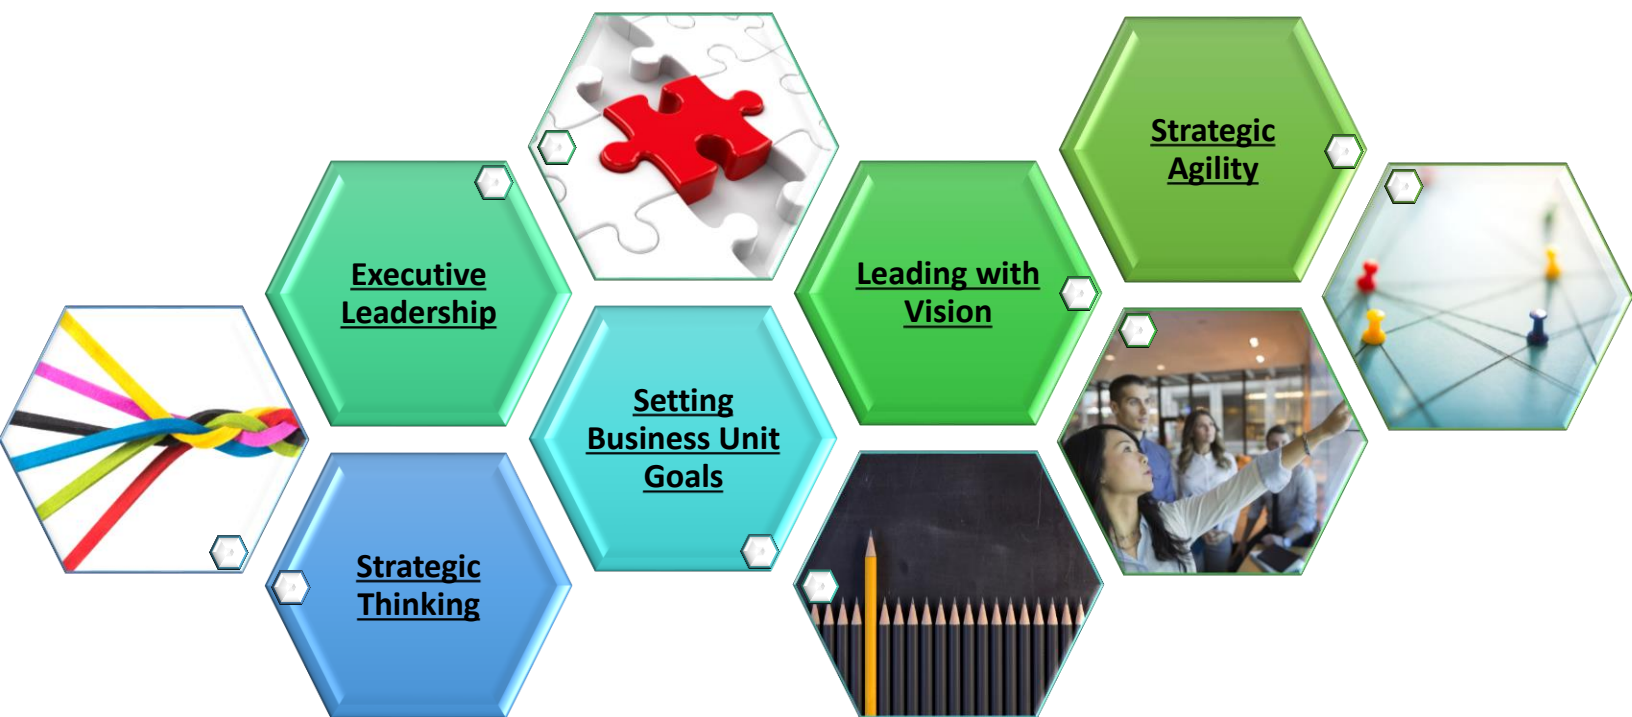 Executive
Leadership
Strategic
Thinking
Setting
Business Unit
Goals
Leading with
Vision
Strategic
Agility